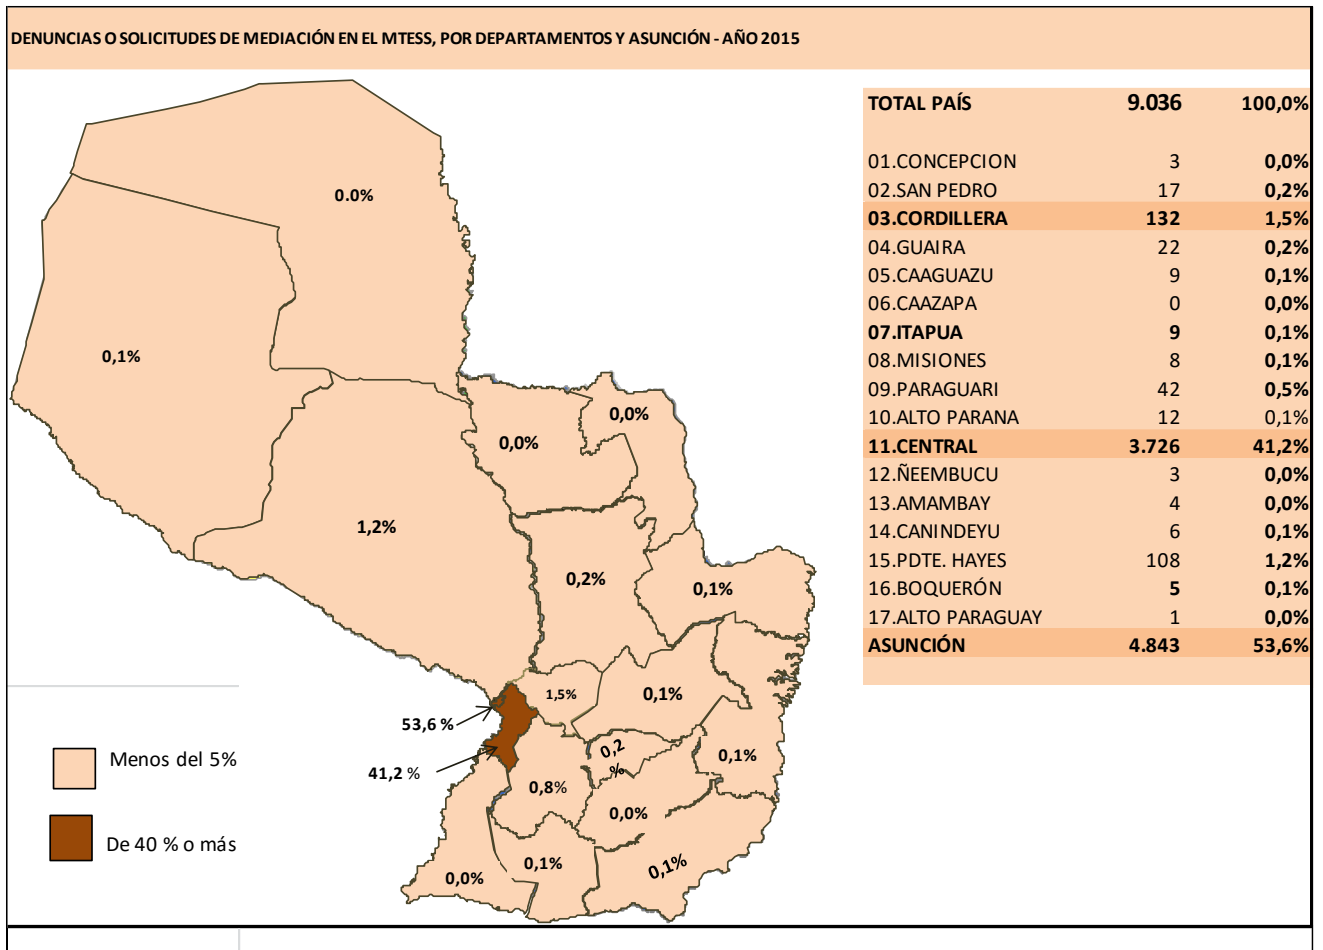 DENUNCIAS O SOLICITUDES DE MEDIACIÓN EN EL MTESS, POR DEPARTAMENTOS Y ASUNCIÓN - AÑO 2015
TOTAL PAÍS 9.036 100,0%
01.CONCEPCION 3 0,0%
02.SAN PEDRO 17 0,2%
03.CORDILLERA 132 1,5%
04.GUAIRA 22 0,2%
05.CAAGUAZU 9 0,1%
06.CAAZAPA 0 0,0%
07.ITAPUA 9 0,1%
08.MISIONES 8 0,1%
09.PARAGUARI 42 0,5%
10.ALTO PARANA 12 0,1%
11.CENTRAL 3.726 41,2%
12.ÑEEMBUCU 3 0,0%
13.AMAMBAY 4 0,0%
14.CANINDEYU 6 0,1%
15.PDTE. HAYES 108 1,2%
16.BOQUERÓN 5 0,1%
17.ALTO PARAGUAY 1 0,0%
ASUNCIÓN 4.843 53,6%
0.0%
0,1%
0,0%
0,0%
1,2%
0,2%
0,1%
1,5%
0,1%
53,6 %
0,2
%
0,1%
41,2 %
0,8%
0,0%
0,1%
0,1%
0,0%
Menos del 5%
De 40 % o más